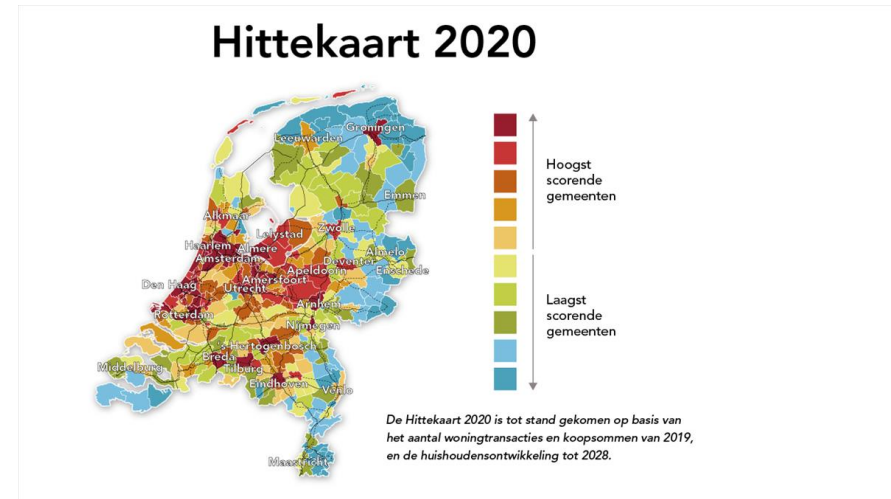 Hittekaart 2020
Groningen
Leeuwarden
Emmen
Alkmaar
Zwolle
Lelystad
Haarlem
Almere
Almelo
Amsterdam
Deventer
Apeldoorn
Enschede
Amersfoort
Den Haag
Utrecht
Arnhem
Rotterdam
Nijmegen
's-Hertogenbosch
Breda
Middelburg
Tilburg
Eindhoven
Venlo
Maastricht
Hoogst
scorende
gemeenten
Laagst
scorende
gemeenten
De Hittekaart 2020 is tot stand gekomen op basis van
het aantal woningtransacties en koopsommen van 2019,
en de huishoudensontwikkeling tot 2028.